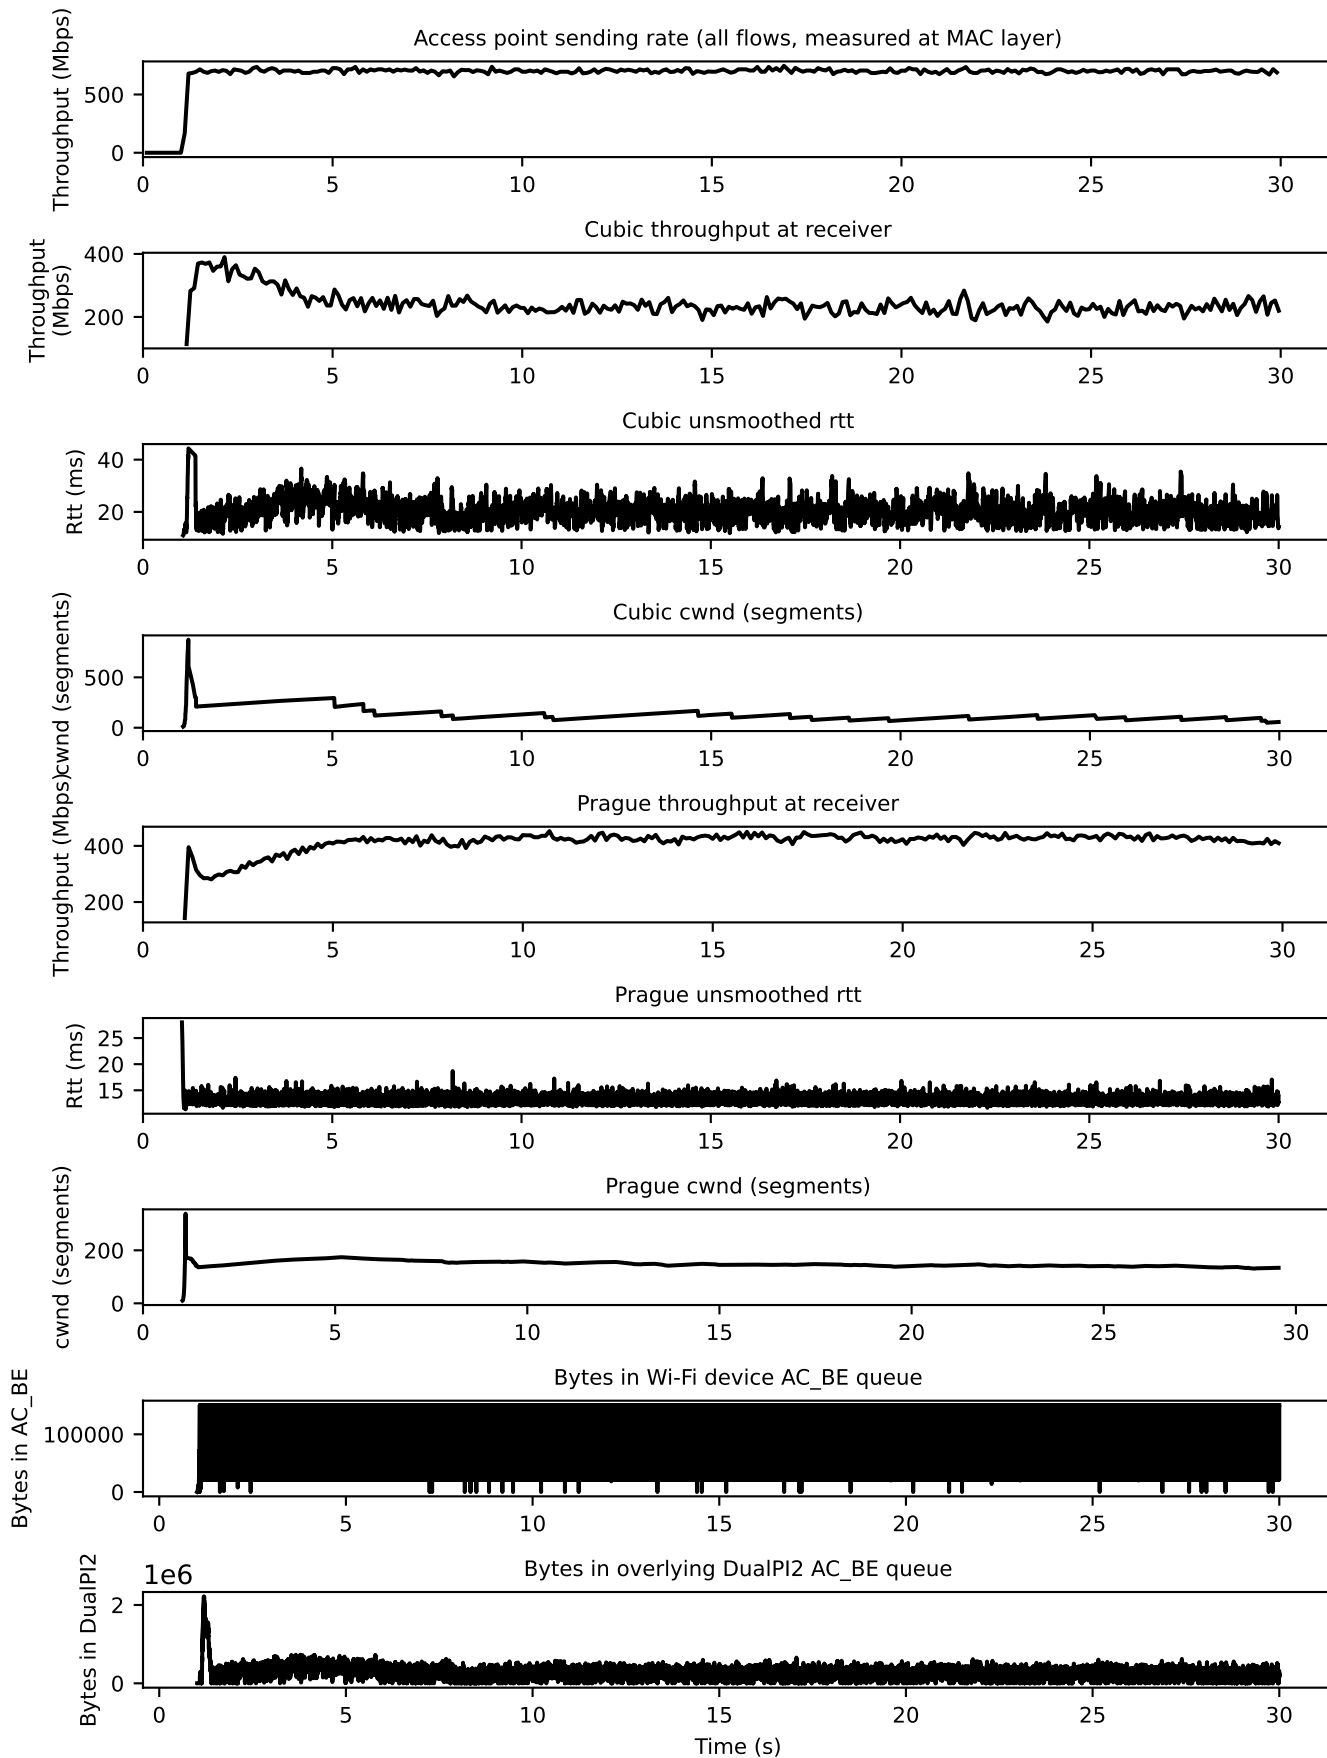 Access point sending rate (all flows, measured at MAC layer)
Throughput (Mbps)
500
0
0 5 10 15 20 25 30
Cubic throughput at receiver
Throughput
(Mbps)
400
200
0 5 10 15 20 25 30
Cubic unsmoothed rtt
Rtt (ms)
40
20
0 5 10 15 20 25 30
Cubic cwnd (segments)
cwnd (segments)
500
0
0 5 10 15 20 25 30
Prague throughput at receiver
Throughput (Mbps)
400
200
0 5 10 15 20 25 30
Prague unsmoothed rtt
Rtt (ms)
25
20
15
0 5 10 15 20 25 30
Prague cwnd (segments)
cwnd (segments)
200
0
0 5 10 15 20 25 30
Bytes in Wi-Fi device AC_BE queue
Bytes in AC_BE
100000
0
0 5 10 15 20 25 30
1e6
Bytes in overlying DualPI2 AC_BE queue
Bytes in DualPI2
2
0
0 5 10 15 20 25 30
Time (s)